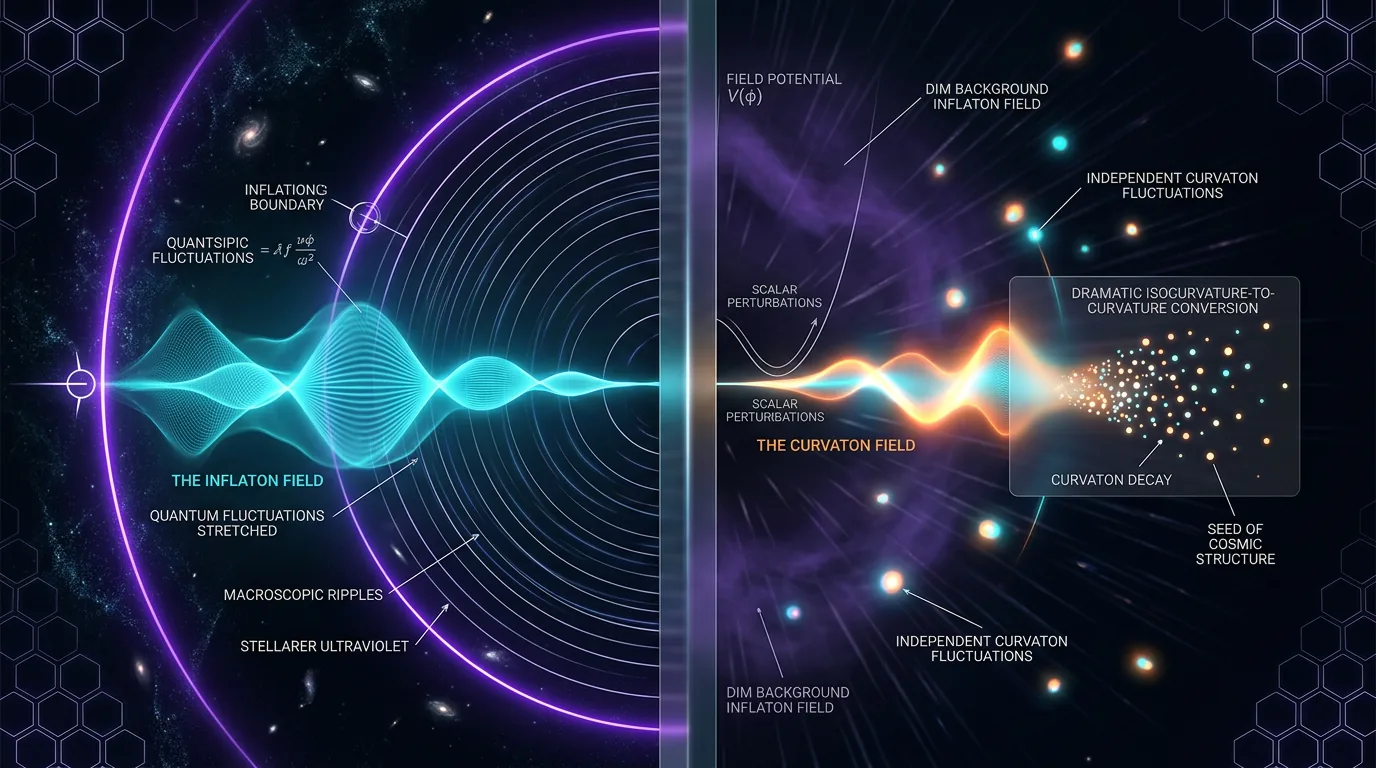 INFLATIONG
BOUNDARY
QUANTSIPIC
FLUCTUATIONS =
THE INFLATON FIELD
QUANTUM FLUCTUATIONS
STRETCHED
MACROSCOPIC RIPPLES
STELLARER ULTRAVIOLET
FIELD POTENTIAL
V(ϕ)
DIM BACKGROUND
INFLATON FIELD
INDEPENDENT CURVATON
FLUCTUATIONS
SCALAR
PERTURBATIONS
DRAMATIC ISOCURVATURE-TO-
CURVATURE CONVERSION
SCALAR
PERTURBATIONS
THE CURVATON FIELD
CURVATON DECAY
SEED OF
COSMIC
STRUCTURE
INDEPENDENT CURVATON
FLUCTUATIONS
DIM BACKGROUND
INFLATON FIELD